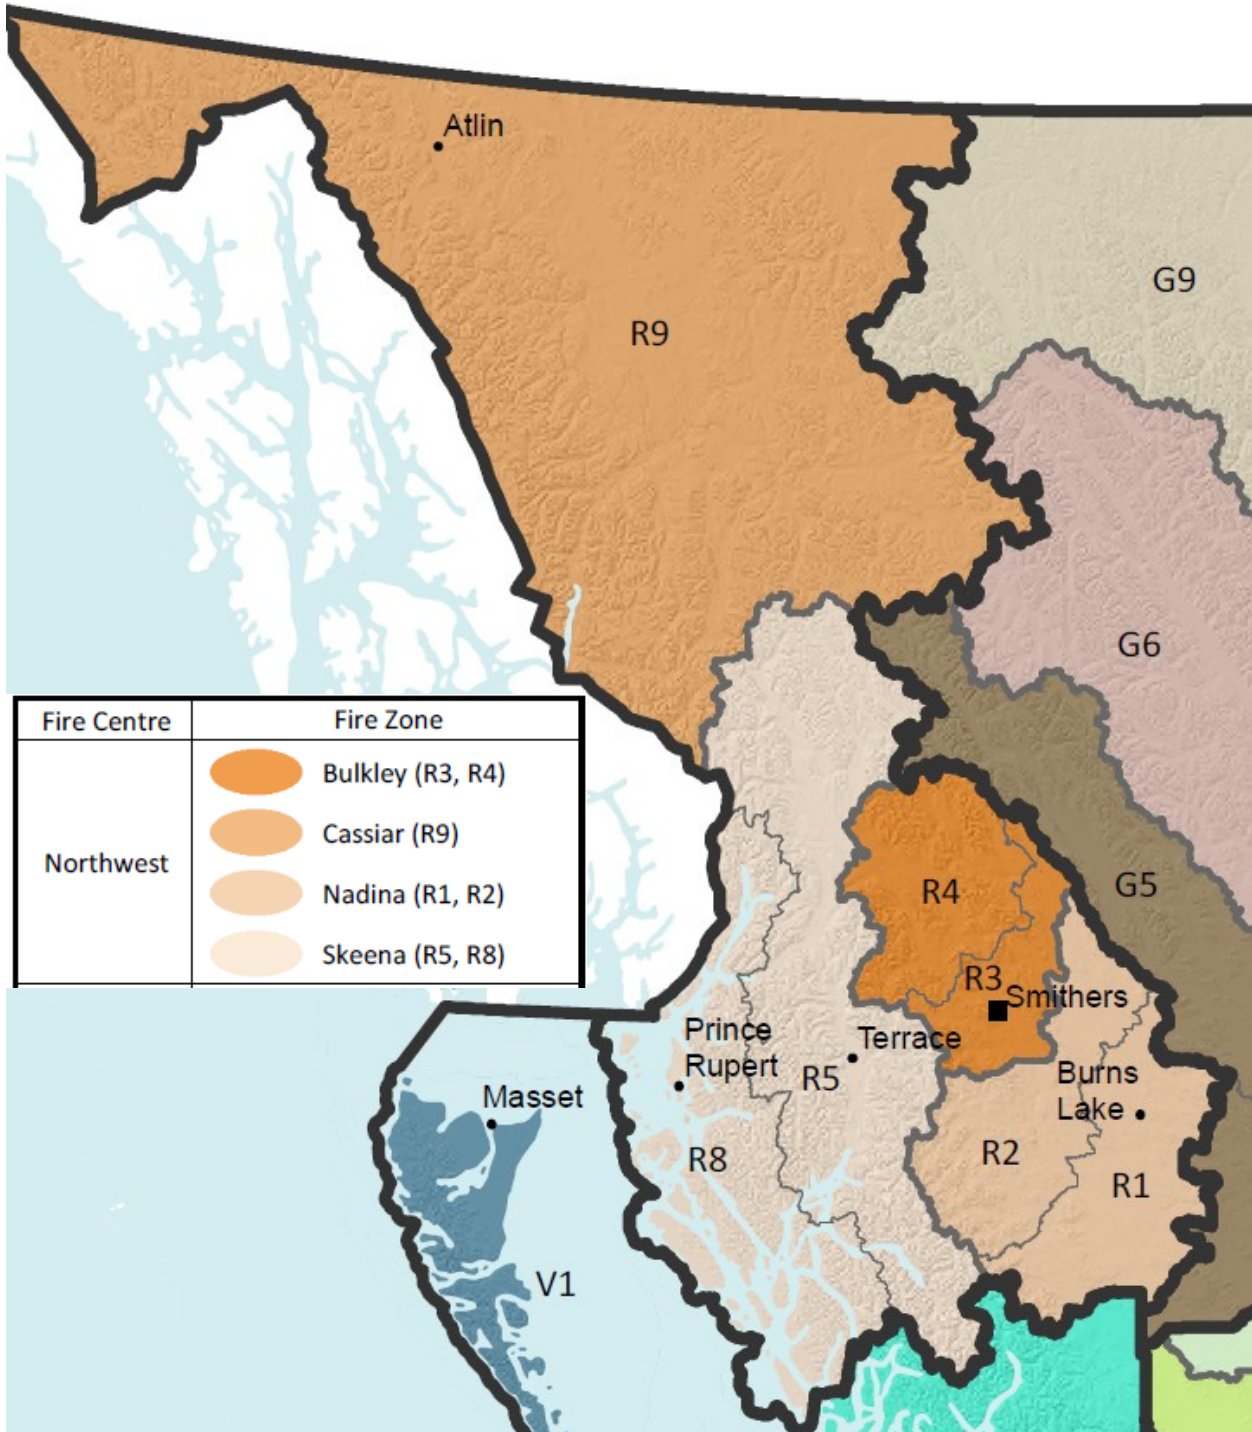 Atlin
G9
R9
G6
Fire Centre
Fire Zone
Northwest
Bulkley (R3, R4)
Cassiar (R9)
Nadina (R1, R2)
Skeena (R5, R8)
R4
G5
R3
Smithers
Prince
Rupert
Terrace
R5
Burns
Lake
Masset
R2
R8
R1
V1